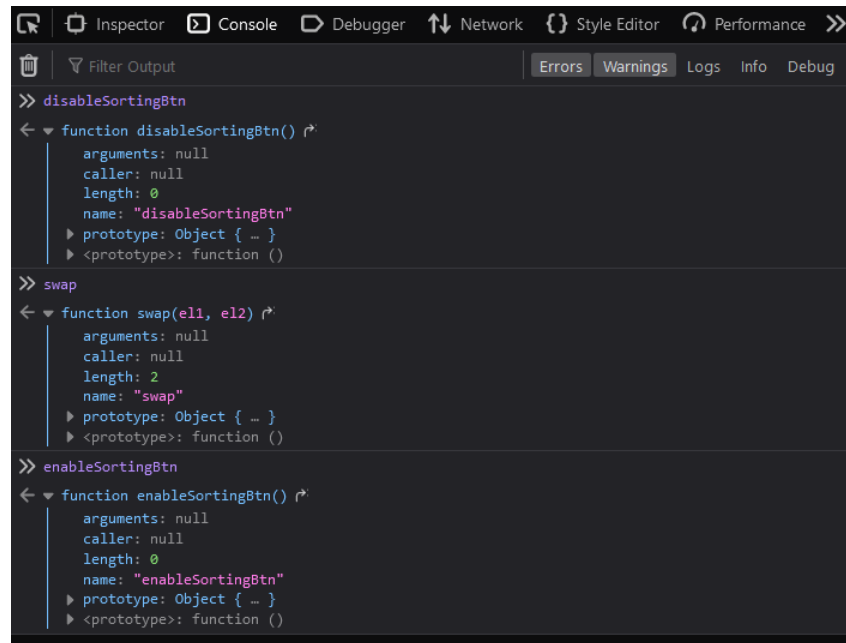 Inspector Console Debugger Network {} Style Editor Performance
Filter Output Errors Warnings Logs Info Debug
disableSortingBtn
function disableSortingBtn()
arguments: null
caller: null
length: 0
name: "disableSortingBtn"
prototype: Object { … }
<prototype>: function ()
swap
function swap(el1, el2)
arguments: null
caller: null
length: 2
name: "swap"
prototype: Object { … }
<prototype>: function ()
enableSortingBtn
function enableSortingBtn()
arguments: null
caller: null
length: 0
name: "enableSortingBtn"
prototype: Object { … }
<prototype>: function ()